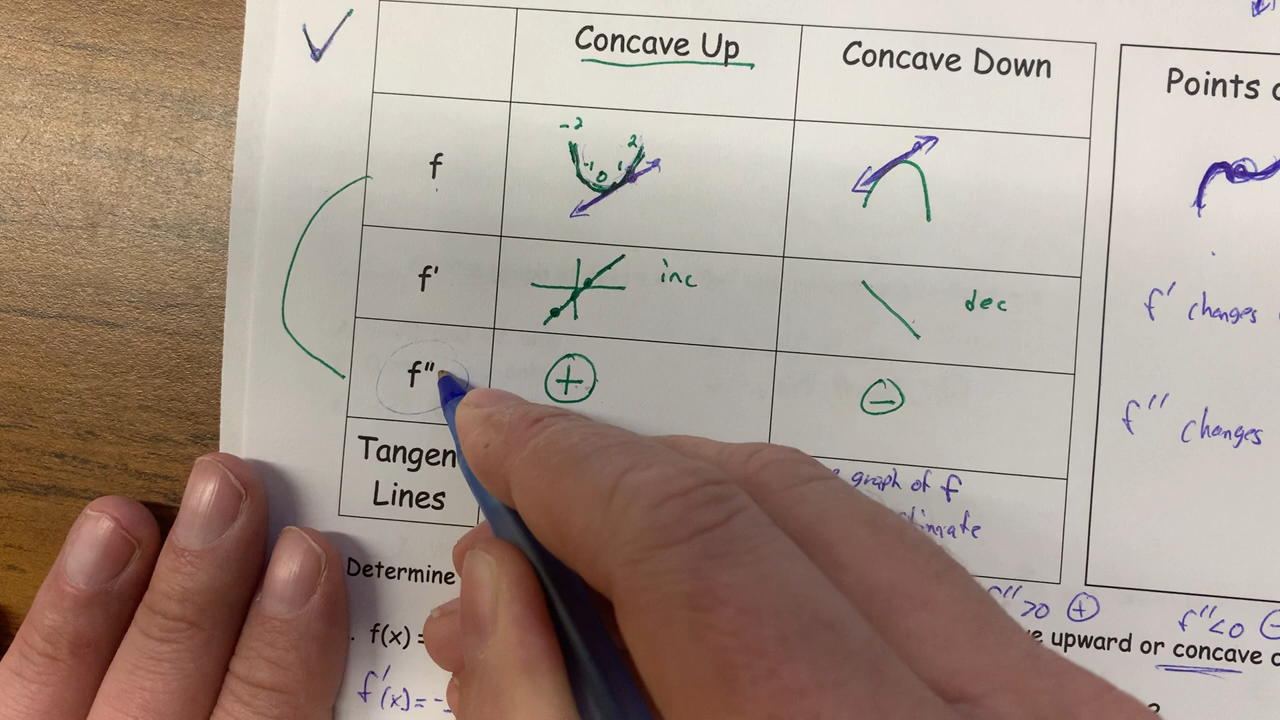 Concave Up
Concave Down
Points
f
-2
2
-1
0
1
f'
inc
dec
f' changes
f"
+
−
f'' changes
Tangen
Lines
graph of f
Determine
f''>0 +
f''<0 −
f(x) =
upward or concave
f'(x)= -